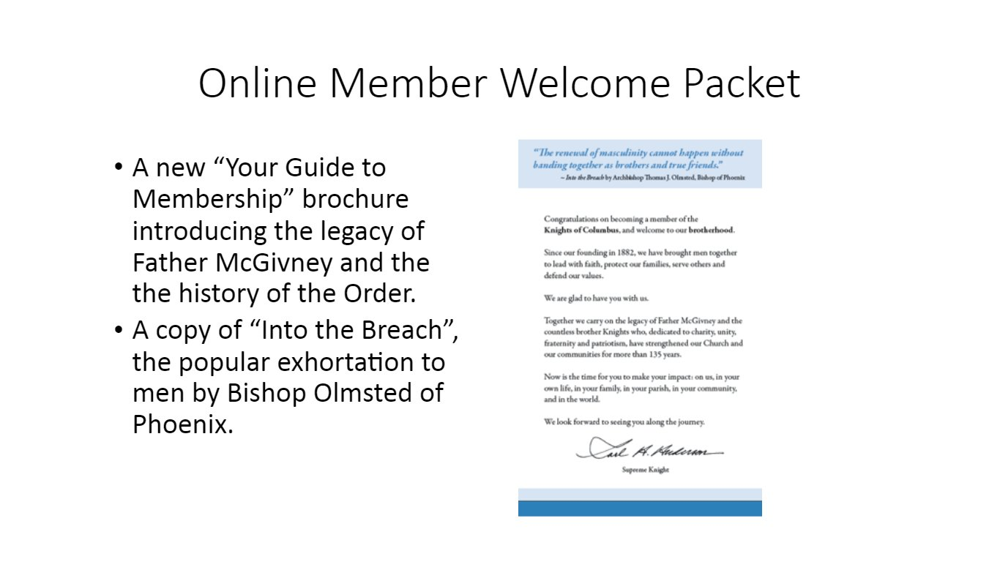 Online Member Welcome Packet
• A new “Your Guide to
Membership” brochure
introducing the legacy of
Father McGivney and the
the history of the Order.
• A copy of “Into the Breach”,
the popular exhortation to
men by Bishop Olmsted of
Phoenix.
“The renewal of masculinity cannot happen without
banding together as brothers and true friends.”
~ Into the Breach by Archbishop Thomas J. Olmsted, Bishop of Phoenix
Congratulations on becoming a member of the
Knights of Columbus, and welcome to our brotherhood.
Since our founding in 1882, we have brought men together
to lead with faith, protect our families, serve others and
defend our values.
We are glad to have you with us.
Together we carry on the legacy of Father McGivney and the
countless brother Knights who, dedicated to charity, unity,
fraternity and patriotism, have strengthened our Church and
our communities for more than 135 years.
Now is the time for you to make your impact: on us, in your
own life, in your family, in your parish, in your community,
and in the world.
We look forward to seeing you along the journey.
Carl A. Anderson
Supreme Knight